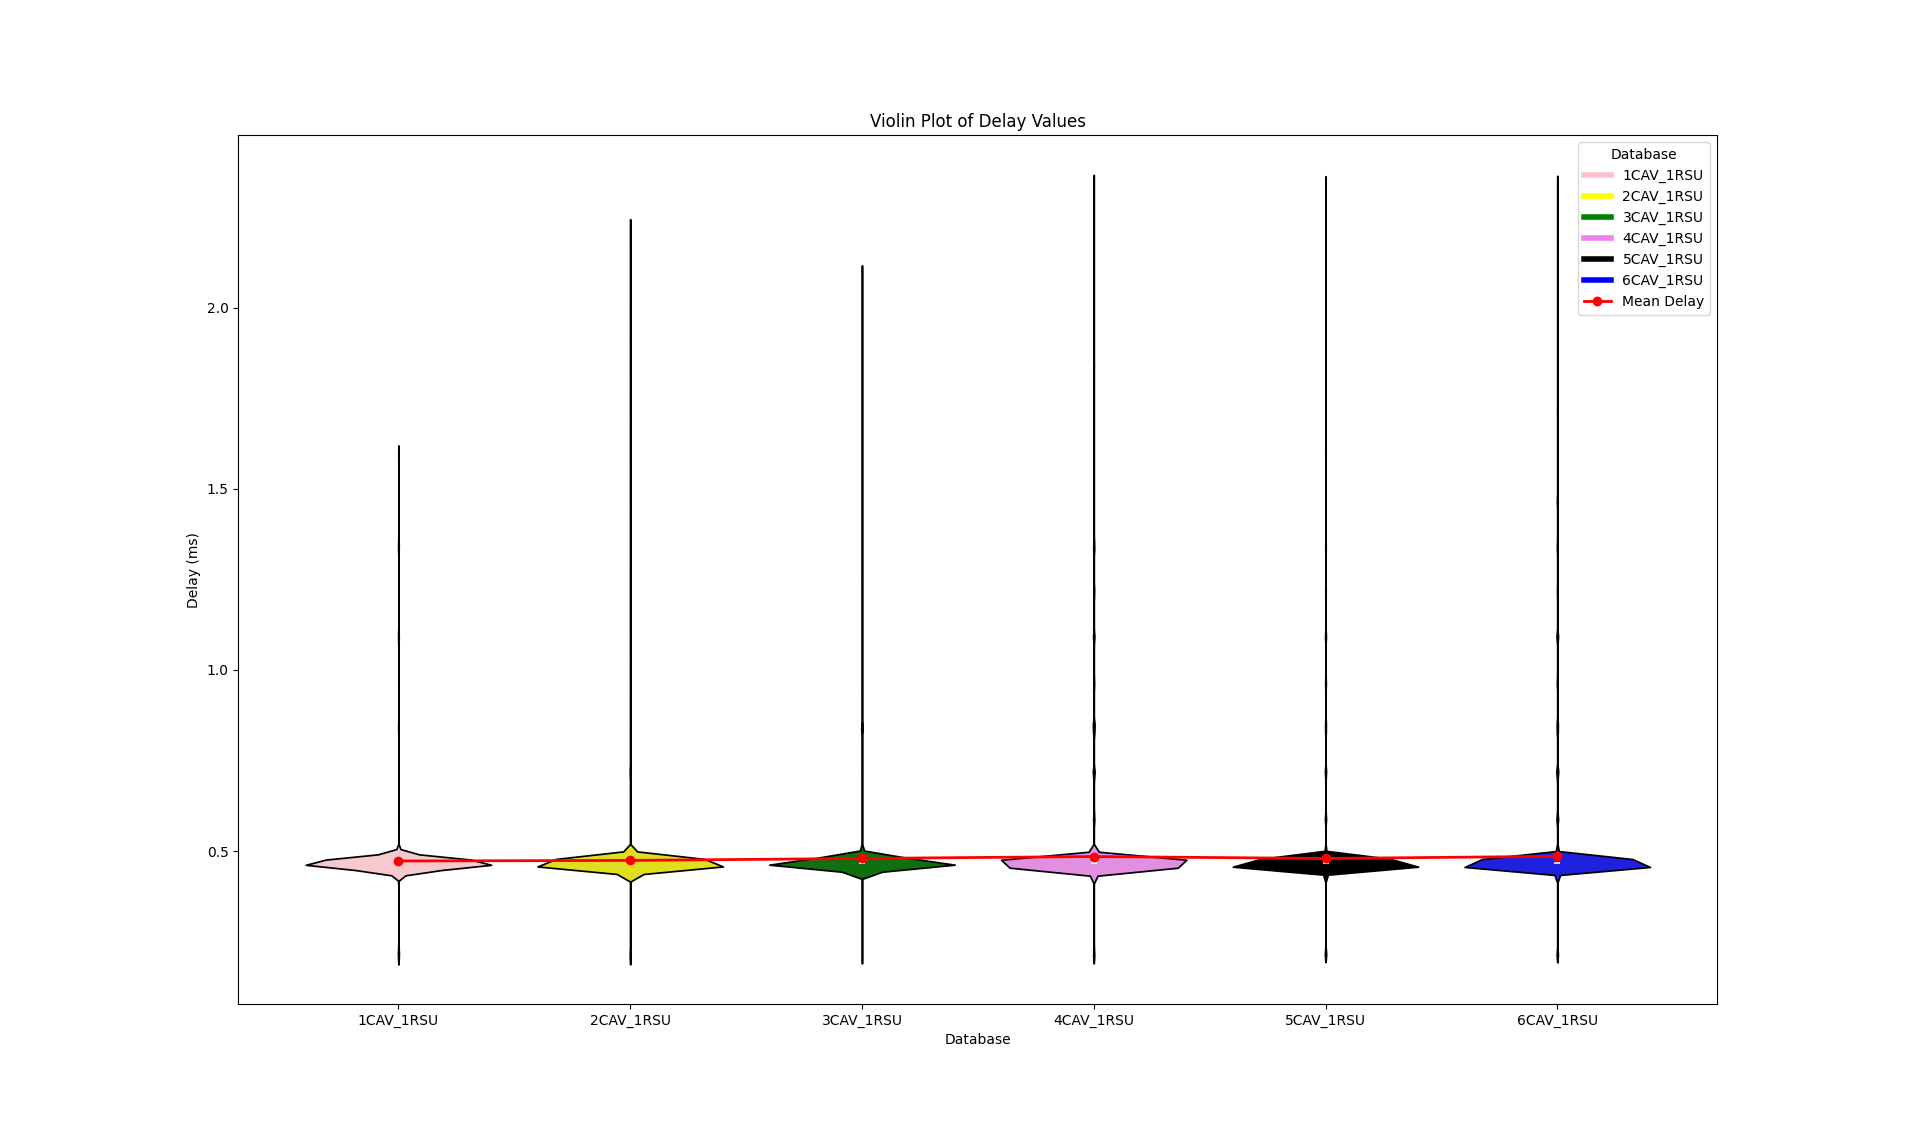 Violin Plot of Delay Values
Database
1CAV_1RSU
2CAV_1RSU
3CAV_1RSU
4CAV_1RSU
5CAV_1RSU
6CAV_1RSU
Mean Delay
2.0
1.5
1.0
0.5
Delay (ms)
1CAV_1RSU
2CAV_1RSU
3CAV_1RSU
4CAV_1RSU
5CAV_1RSU
6CAV_1RSU
Database